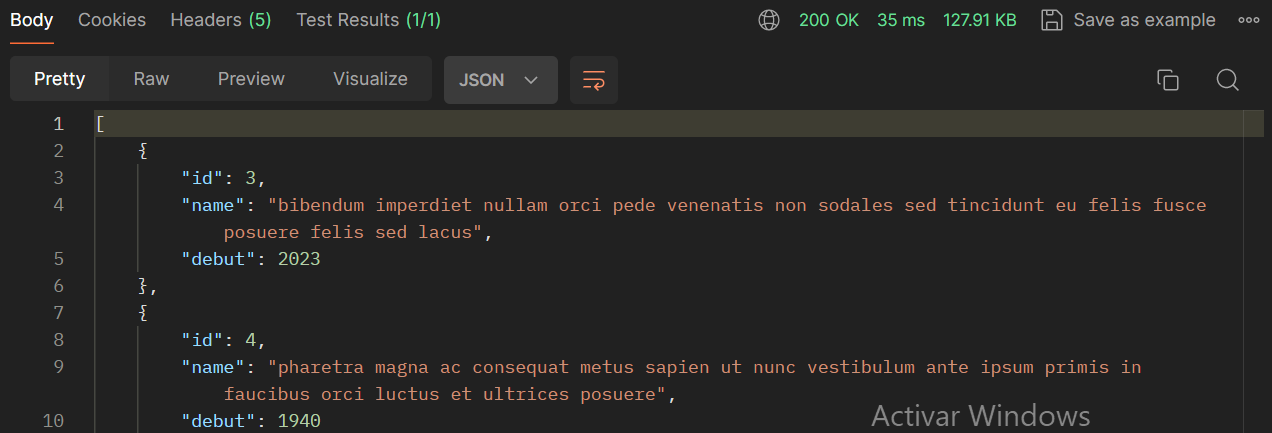 Body Cookies Headers (5) Test Results (1/1) 200 OK 35 ms 127.91 KB Save as example
Pretty Raw Preview Visualize JSON
1 [
2 {
3 "id": 3,
4 "name": "bibendum imperdiet nullam orci pede venenatis non sodales sed tincidunt eu felis fusce
posuere felis sed lacus",
5 "debut": 2023
6 },
7 {
8 "id": 4,
9 "name": "pharetra magna ac consequat metus sapien ut nunc vestibulum ante ipsum primis in
faucibus orci luctus et ultrices posuere",
10 "debut": 1940
Activar Windows